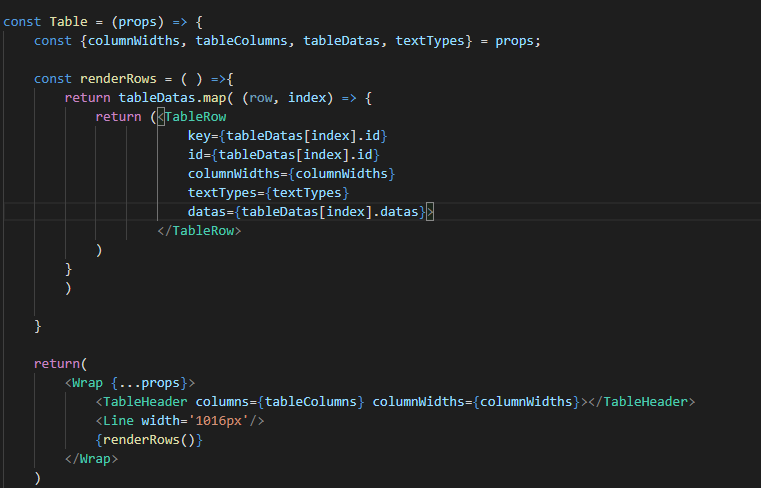 const Table = (props) => {
    const {columnWidths, tableColumns, tableDatas, textTypes} = props;
    const renderRows = ( ) =>{
        return tableDatas.map( (row, index) => {
            return (<TableRow
                        key={tableDatas[index].id}
                        id={tableDatas[index].id}
                        columnWidths={columnWidths}
                        textTypes={textTypes}
                        datas={tableDatas[index].datas}>
                    </TableRow>
            )
        }
        )
    }
    return(
        <Wrap {...props}>
            <TableHeader columns={tableColumns} columnWidths={columnWidths}></TableHeader>
            <Line width='1016px'/>
            {renderRows()}
        </Wrap>
    )